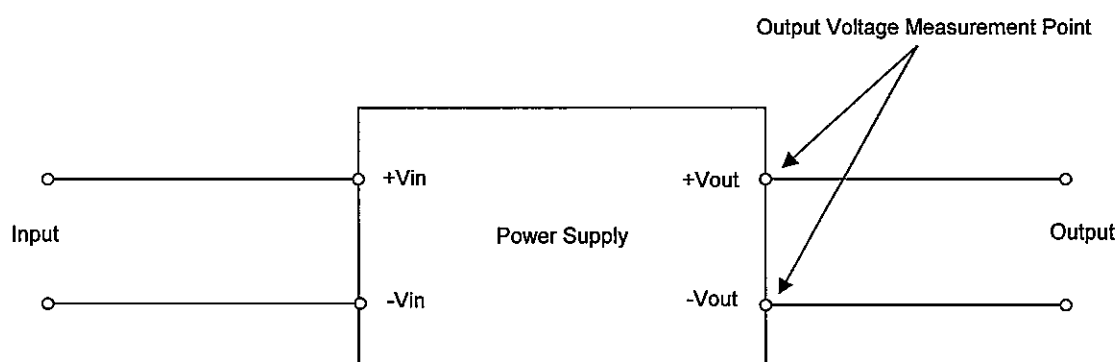 Output Voltage Measurement Point
+Vin
+Vout
Input
Power Supply
Output
-Vin
-Vout